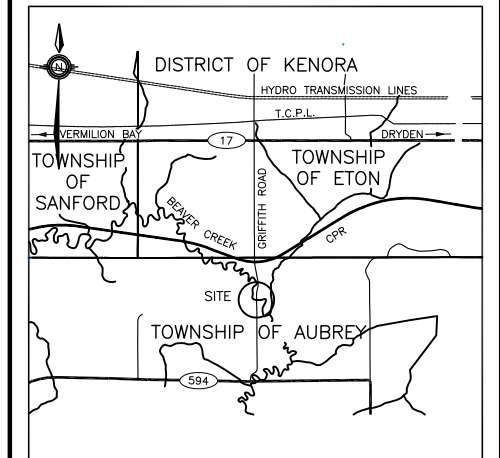 DISTRICT OF KENORA
N
HYDRO TRANSMISSION LINES
T.C.P.L.
VERMILION BAY
17
DRYDEN
TOWNSHIP
OF
SANFORD
TOWNSHIP
OF ETON
BEAVER CREEK
GRIFFITH ROAD
CPR
SITE
TOWNSHIP OF AUBREY
594